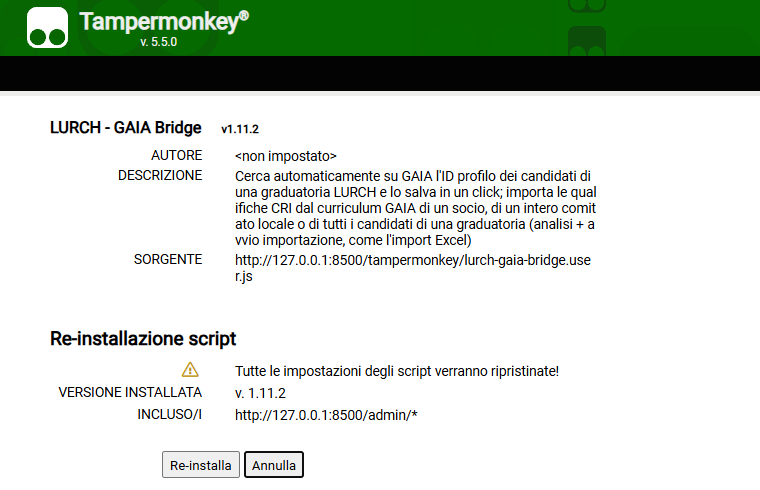 Tampermonkey®
v. 5.5.0
LURCH - GAIA Bridge v1.11.2
AUTORE <non impostato>
DESCRIZIONE Cerca automaticamente su GAIA l'ID profilo dei candidati di
una graduatoria LURCH e lo salva in un click; importa le qual
ifiche CRI dal curriculum GAIA di un socio, di un intero comit
ato locale o di tutti i candidati di una graduatoria (analisi + a
vvio importazione, come l'import Excel)
SORGENTE http://127.0.0.1:8500/tampermonkey/lurch-gaia-bridge.use
r.js
Re-installazione script
Tutte le impostazioni degli script verranno ripristinate!
VERSIONE INSTALLATA v. 1.11.2
INCLUSO/I http://127.0.0.1:8500/admin/*
Re-installa Annulla